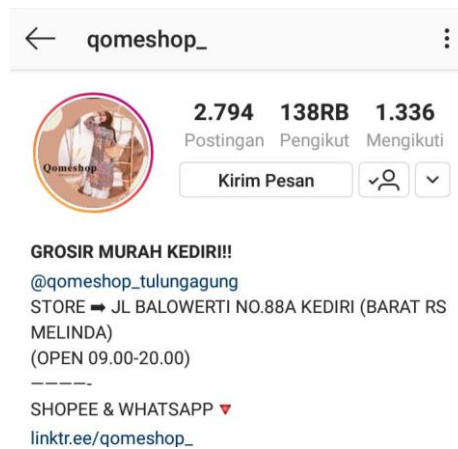 qomeshop_
2.794 138RB 1.336
Postingan Pengikut Mengikuti
Qomeshop
Kirim Pesan
GROSIR MURAH KEDIRI!!
@qomeshop_tulungagung
STORE ➡ JL BALOWERTI NO.88A KEDIRI (BARAT RS
MELINDA)
(OPEN 09.00-20.00)
————-
SHOPEE & WHATSAPP 🔻
linktr.ee/qomeshop_